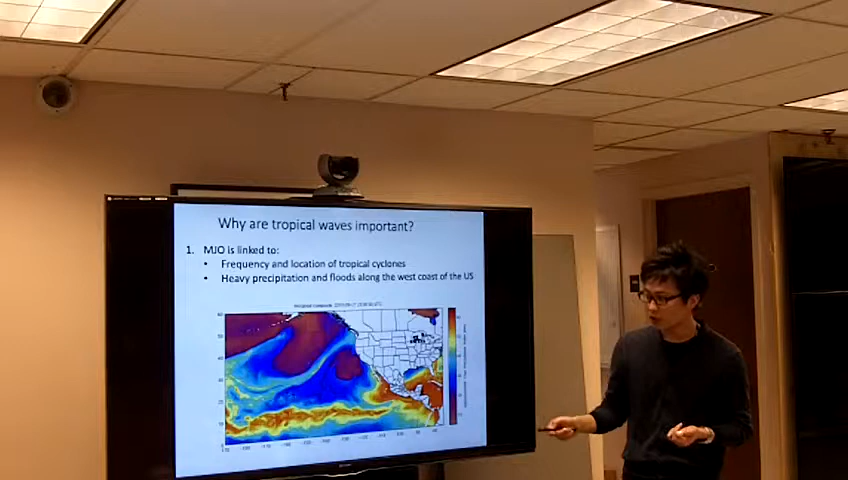 Why are tropical waves important?
1. MJO is linked to:
• Frequency and location of tropical cyclones
• Heavy precipitation and floods along the west coast of the US